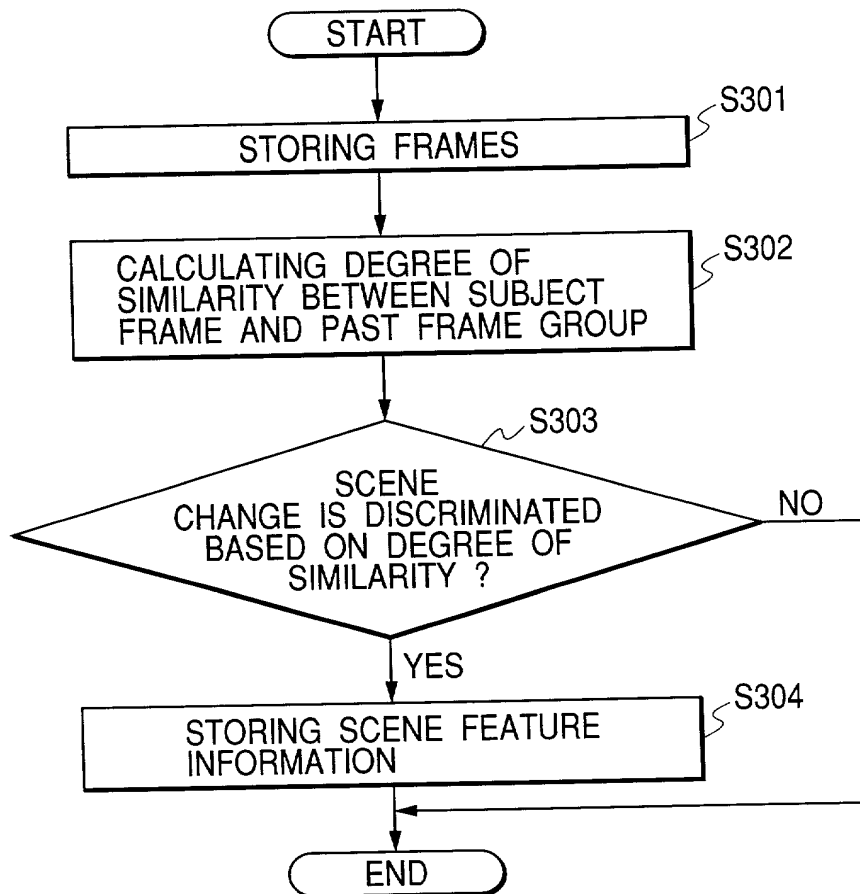 START
S301
STORING FRAMES
S302
CALCULATING DEGREE OF
SIMILARITY BETWEEN SUBJECT
FRAME AND PAST FRAME GROUP
S303
SCENE
CHANGE IS DISCRIMINATED
BASED ON DEGREE OF
SIMILARITY ?
NO
YES
S304
STORING SCENE FEATURE
INFORMATION
END